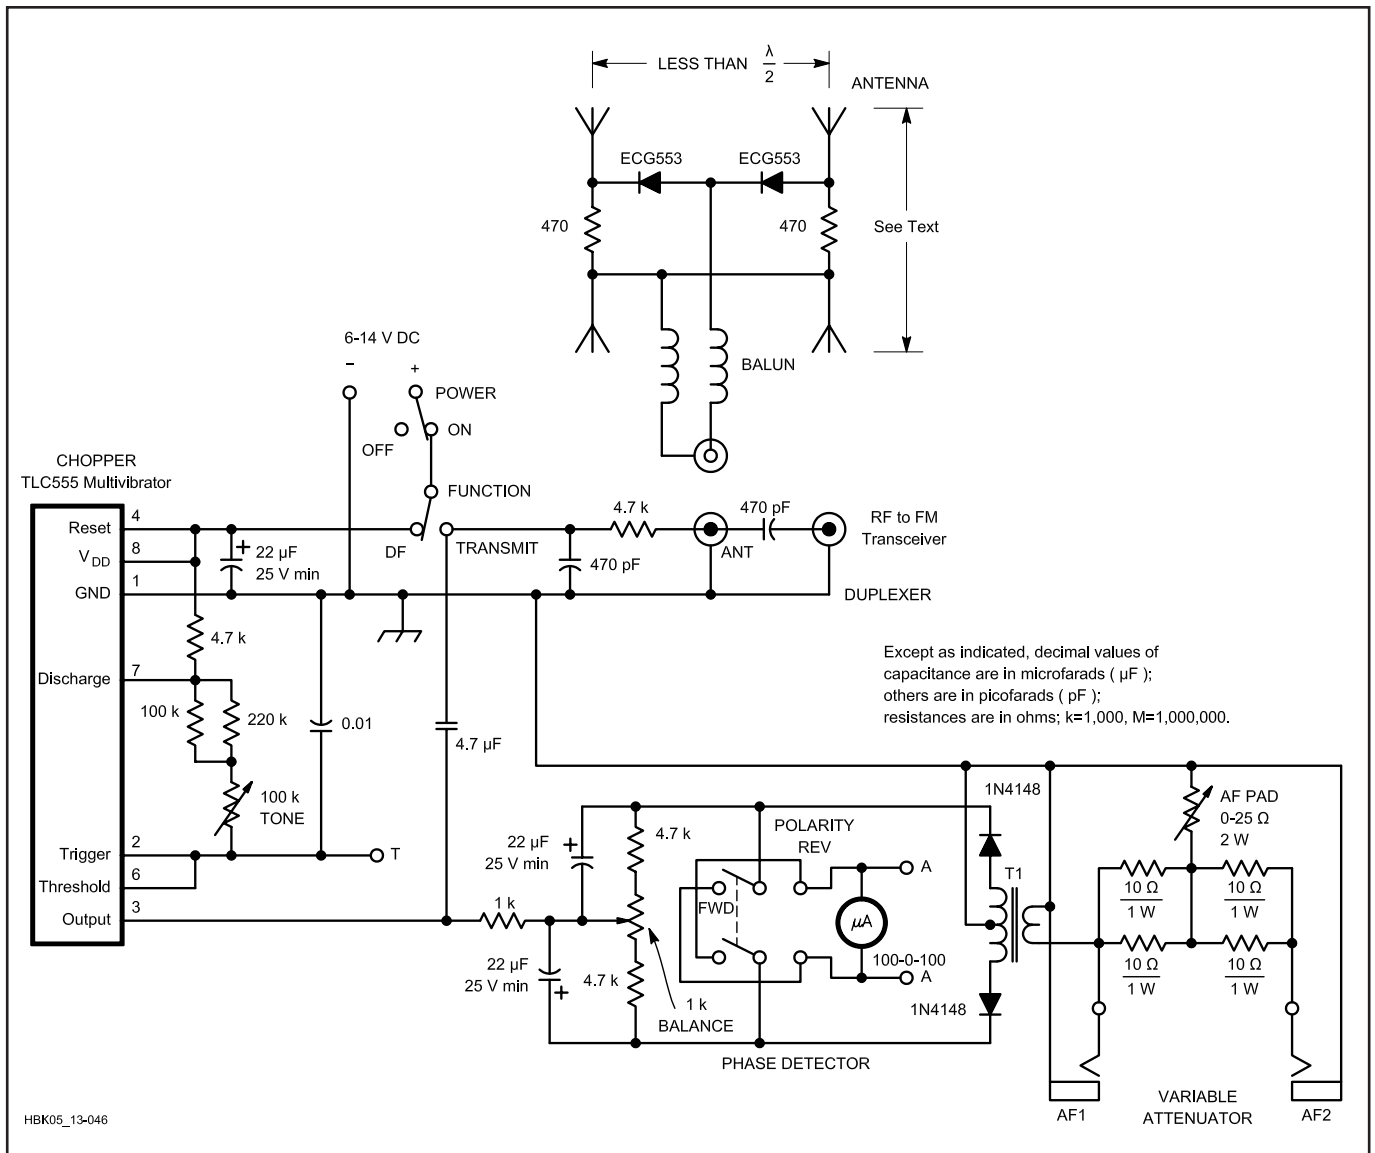 LESS THAN λ/2
ANTENNA
ECG553
ECG553
470
470
See Text
6-14 V DC
–
+
BALUN
POWER
OFF
ON
CHOPPER
TLC555 Multivibrator
FUNCTION
Reset
4
DF
TRANSMIT
4.7 k
ANT
470 pF
RF to FM
Transceiver
VDD
8
+
22 µF
25 V min
470 pF
GND
1
DUPLEXER
4.7 k
Discharge
7
100 k
220 k
0.01
4.7 µF
Except as indicated, decimal values of
capacitance are in microfarads ( µF );
others are in picofarads ( pF );
resistances are in ohms; k=1,000, M=1,000,000.
100 k
TONE
Trigger
2
T
Threshold
6
Output
3
1 k
22 µF
25 V min
+
22 µF
25 V min
+
4.7 k
4.7 k
1 k
BALANCE
POLARITY
REV
FWD
A
µA
100-0-100
A
1N4148
1N4148
T1
PHASE DETECTOR
AF PAD
0-25 Ω
2 W
10 Ω
1 W
10 Ω
1 W
10 Ω
1 W
10 Ω
1 W
AF1
VARIABLE
ATTENUATOR
AF2
HBK05_13-046